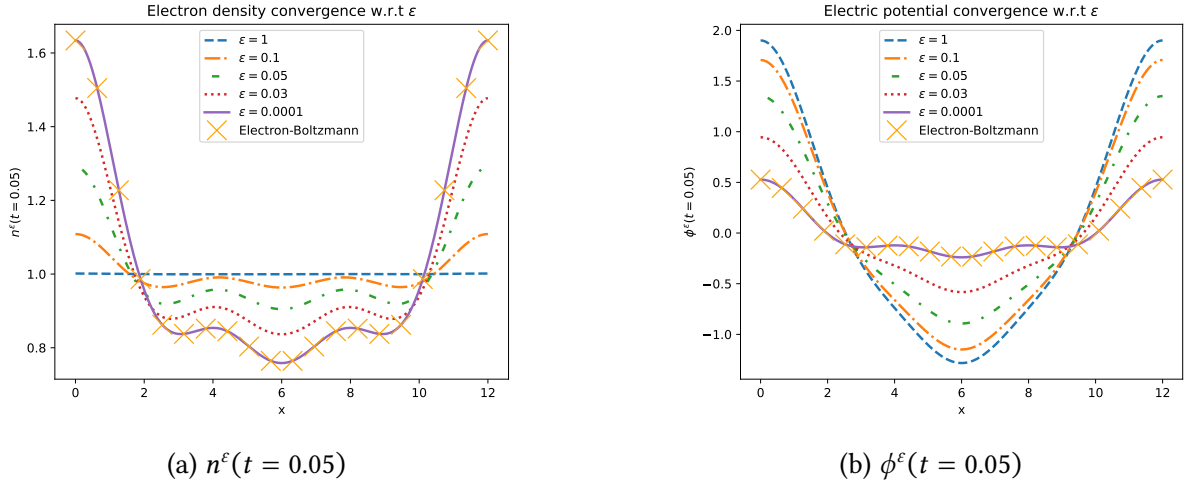 Electron density convergence w.r.t ε
ε = 1
ε = 0.1
ε = 0.05
ε = 0.03
ε = 0.0001
Electron-Boltzmann
1.6
1.4
1.2
1.0
0.8
n^ε(t = 0.05)
0 2 4 6 8 10 12
x
(a) n^ε(t = 0.05)
Electric potential convergence w.r.t ε
ε = 1
ε = 0.1
ε = 0.05
ε = 0.03
ε = 0.0001
Electron-Boltzmann
2.0
1.5
1.0
0.5
0.0
−0.5
−1.0
ϕ^ε(t = 0.05)
0 2 4 6 8 10 12
x
(b) ϕ^ε(t = 0.05)